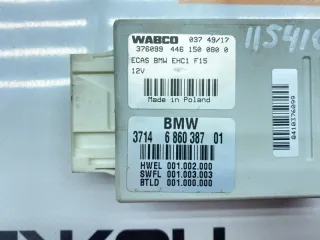 WABCO 037 49/17
376099 446 150 080 0
ECAS BMW EHC1 F15
12V
Made in Poland
BMW
3714 6 860 387 01
HWEL 001.002.000
SWFL 001.003.003
BTLD 001.000.000
0410376099